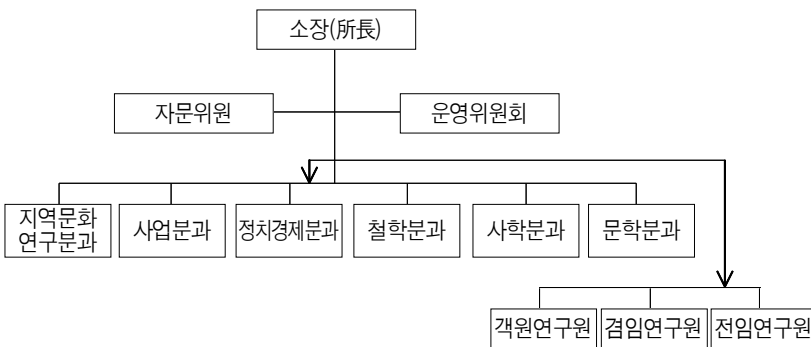 소장(所長)
자문위원
운영위원회
지역문화
연구분과
사업분과
정치경제분과
철학분과
사학분과
문학분과
객원연구원
겸임연구원
전임연구원